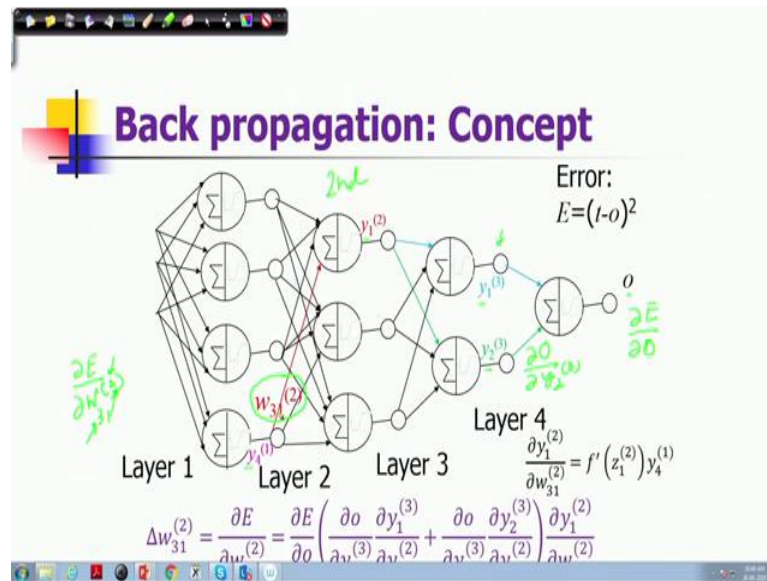 Back propagation: Concept
2nd
Error:
E=(t-o)²
y₁⁽²⁾
y₁⁽³⁾
o
∂E/∂O
y₂⁽³⁾
∂O/∂y₂⁽³⁾
∂E/∂W₃₁⁽²⁾
w₃₁⁽²⁾
y₄⁽¹⁾
Layer 1
Layer 2
Layer 3
Layer 4
∂y₁⁽²⁾/∂w₃₁⁽²⁾ = f′(z₁⁽²⁾)y₄⁽¹⁾
Δw₃₁⁽²⁾ = ∂E/∂w⁽²⁾ = ∂E/∂o (∂o/∂y⁽³⁾ ∂y₁⁽³⁾/∂y⁽²⁾ + ∂o/∂y⁽³⁾ ∂y₂⁽³⁾/∂y⁽²⁾) ∂y₁⁽²⁾/∂w⁽²⁾